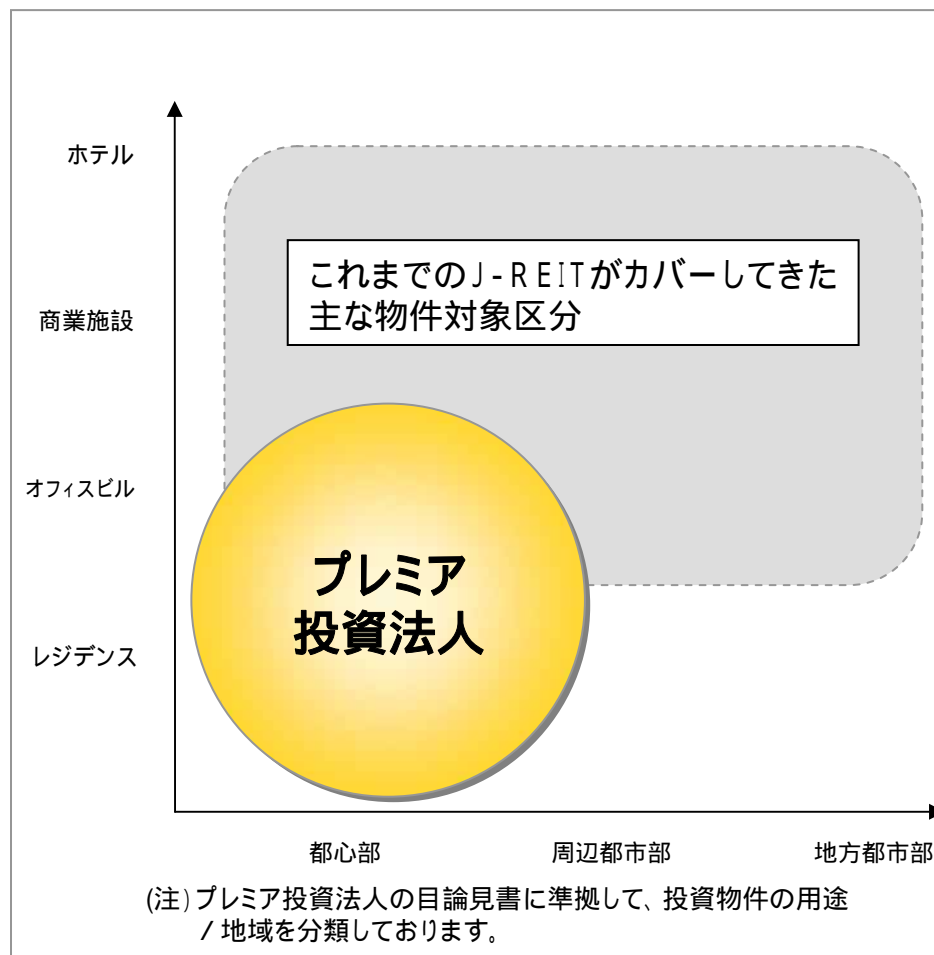 ホテル
これまでのJ-REITがカバーしてきた
主な物件対象区分
商業施設
オフィスビル
プレミア
投資法人
レジデンス
都心部 周辺都市部 地方都市部
(注)プレミア投資法人の目論見書に準拠して、投資物件の用途
/地域を分類しております。